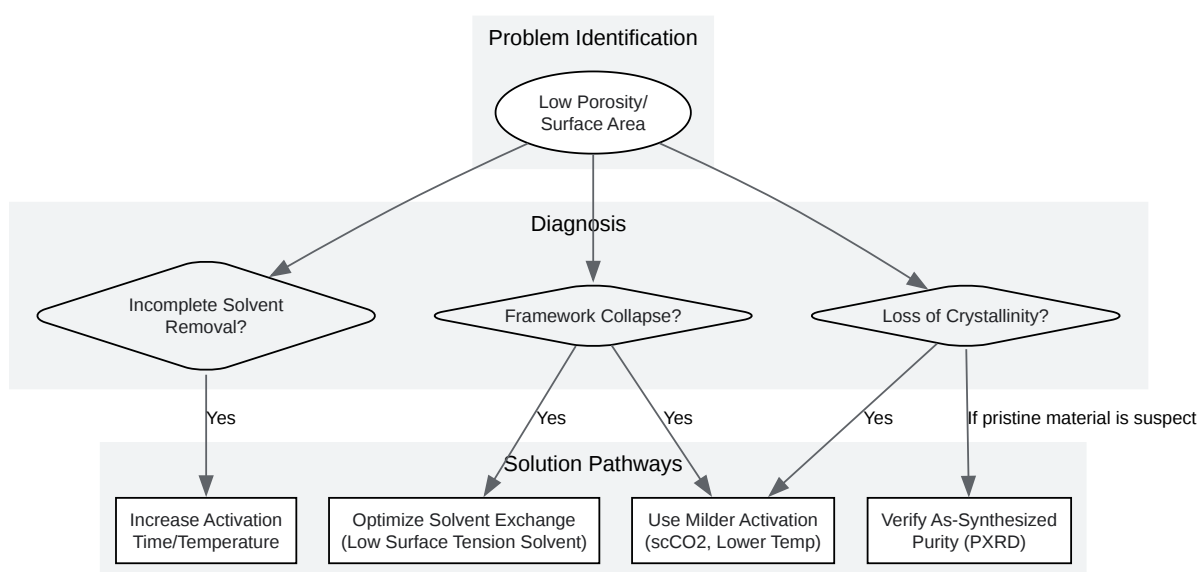 Problem Identification
Low Porosity/
Surface Area
Diagnosis
Incomplete Solvent
Removal?
Framework Collapse?
Loss of Crystallinity?
Yes
Yes
Yes
Yes
If pristine material is suspect
Solution Pathways
Increase Activation
Time/Temperature
Optimize Solvent Exchange
(Low Surface Tension Solvent)
Use Milder Activation
(scCO2, Lower Temp)
Verify As-Synthesized
Purity (PXRD)